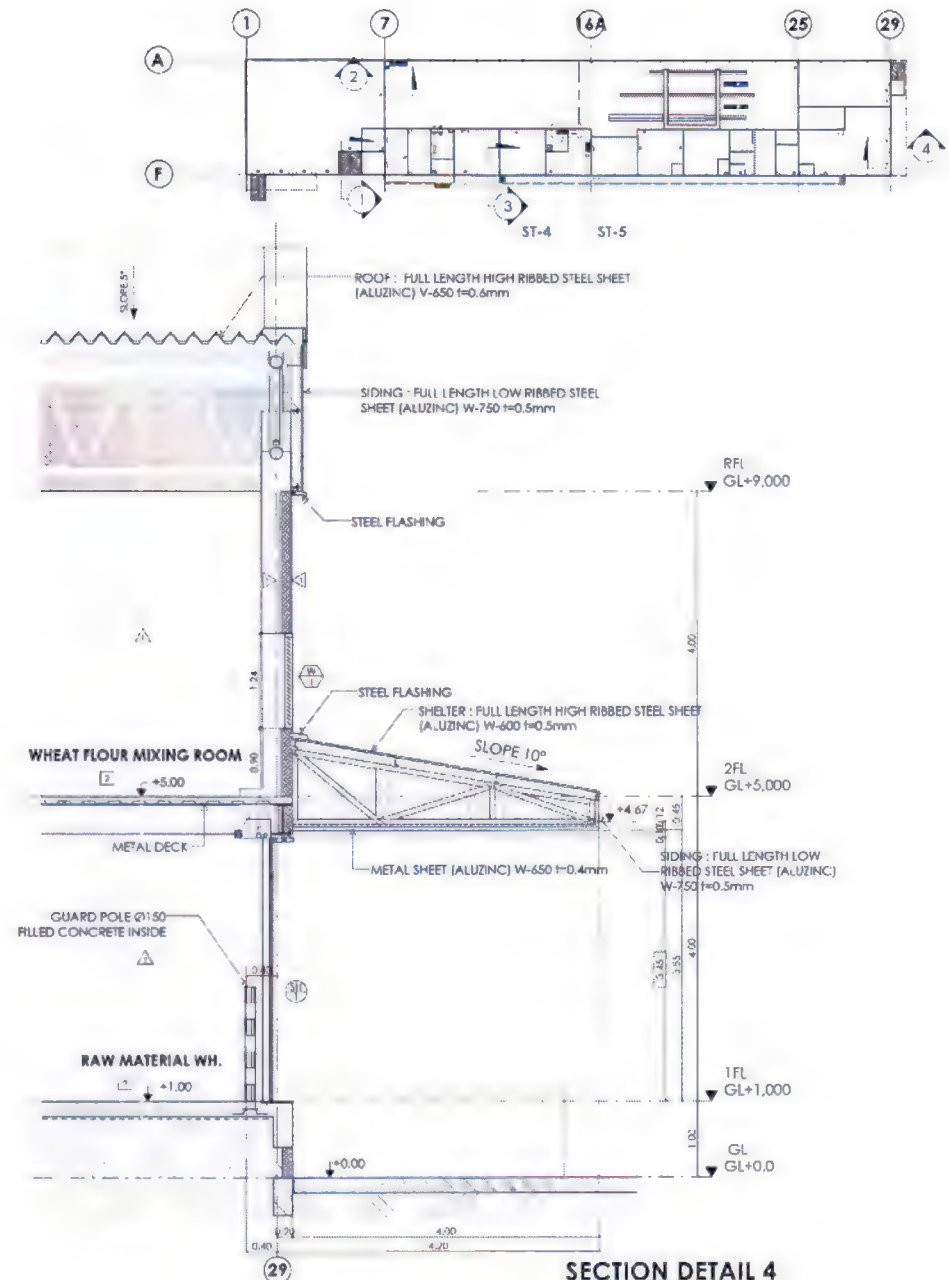 1
7
16A
25
29
A
2
4
F
1
3
ST-4
ST-5
SLOPE 5°
ROOF : FULL LENGTH HIGH RIBBED STEEL SHEET
(ALUZINC) V-650 t=0.6mm
SIDING : FULL LENGTH LOW RIBBED STEEL
SHEET (ALUZINC) W-750 t=0.5mm
RFL
GL+9,000
STEEL FLASHING
4.00
1.24
W
1
STEEL FLASHING
SHELTER : FULL LENGTH HIGH RIBBED STEEL SHEET
(ALUZINC) W-600 t=0.5mm
SLOPE 10°
WHEAT FLOUR MIXING ROOM
+5.00
0.90
2FL
GL+5,000
+4.67
0.45
METAL DECK
METAL SHEET (ALUZINC) W-650 t=0.4mm
SIDING : FULL LENGTH LOW
RIBBED STEEL SHEET (ALUZINC)
W-750 t=0.5mm
GUARD POLE Ø150
FILLED CONCRETE INSIDE
4.00
3.55
RAW MATERIAL WH.
+1.00
1FL
GL+1,000
1.00
GL
GL+0.0
+0.00
0.20
4.00
0.40
4.20
29
SECTION DETAIL 4